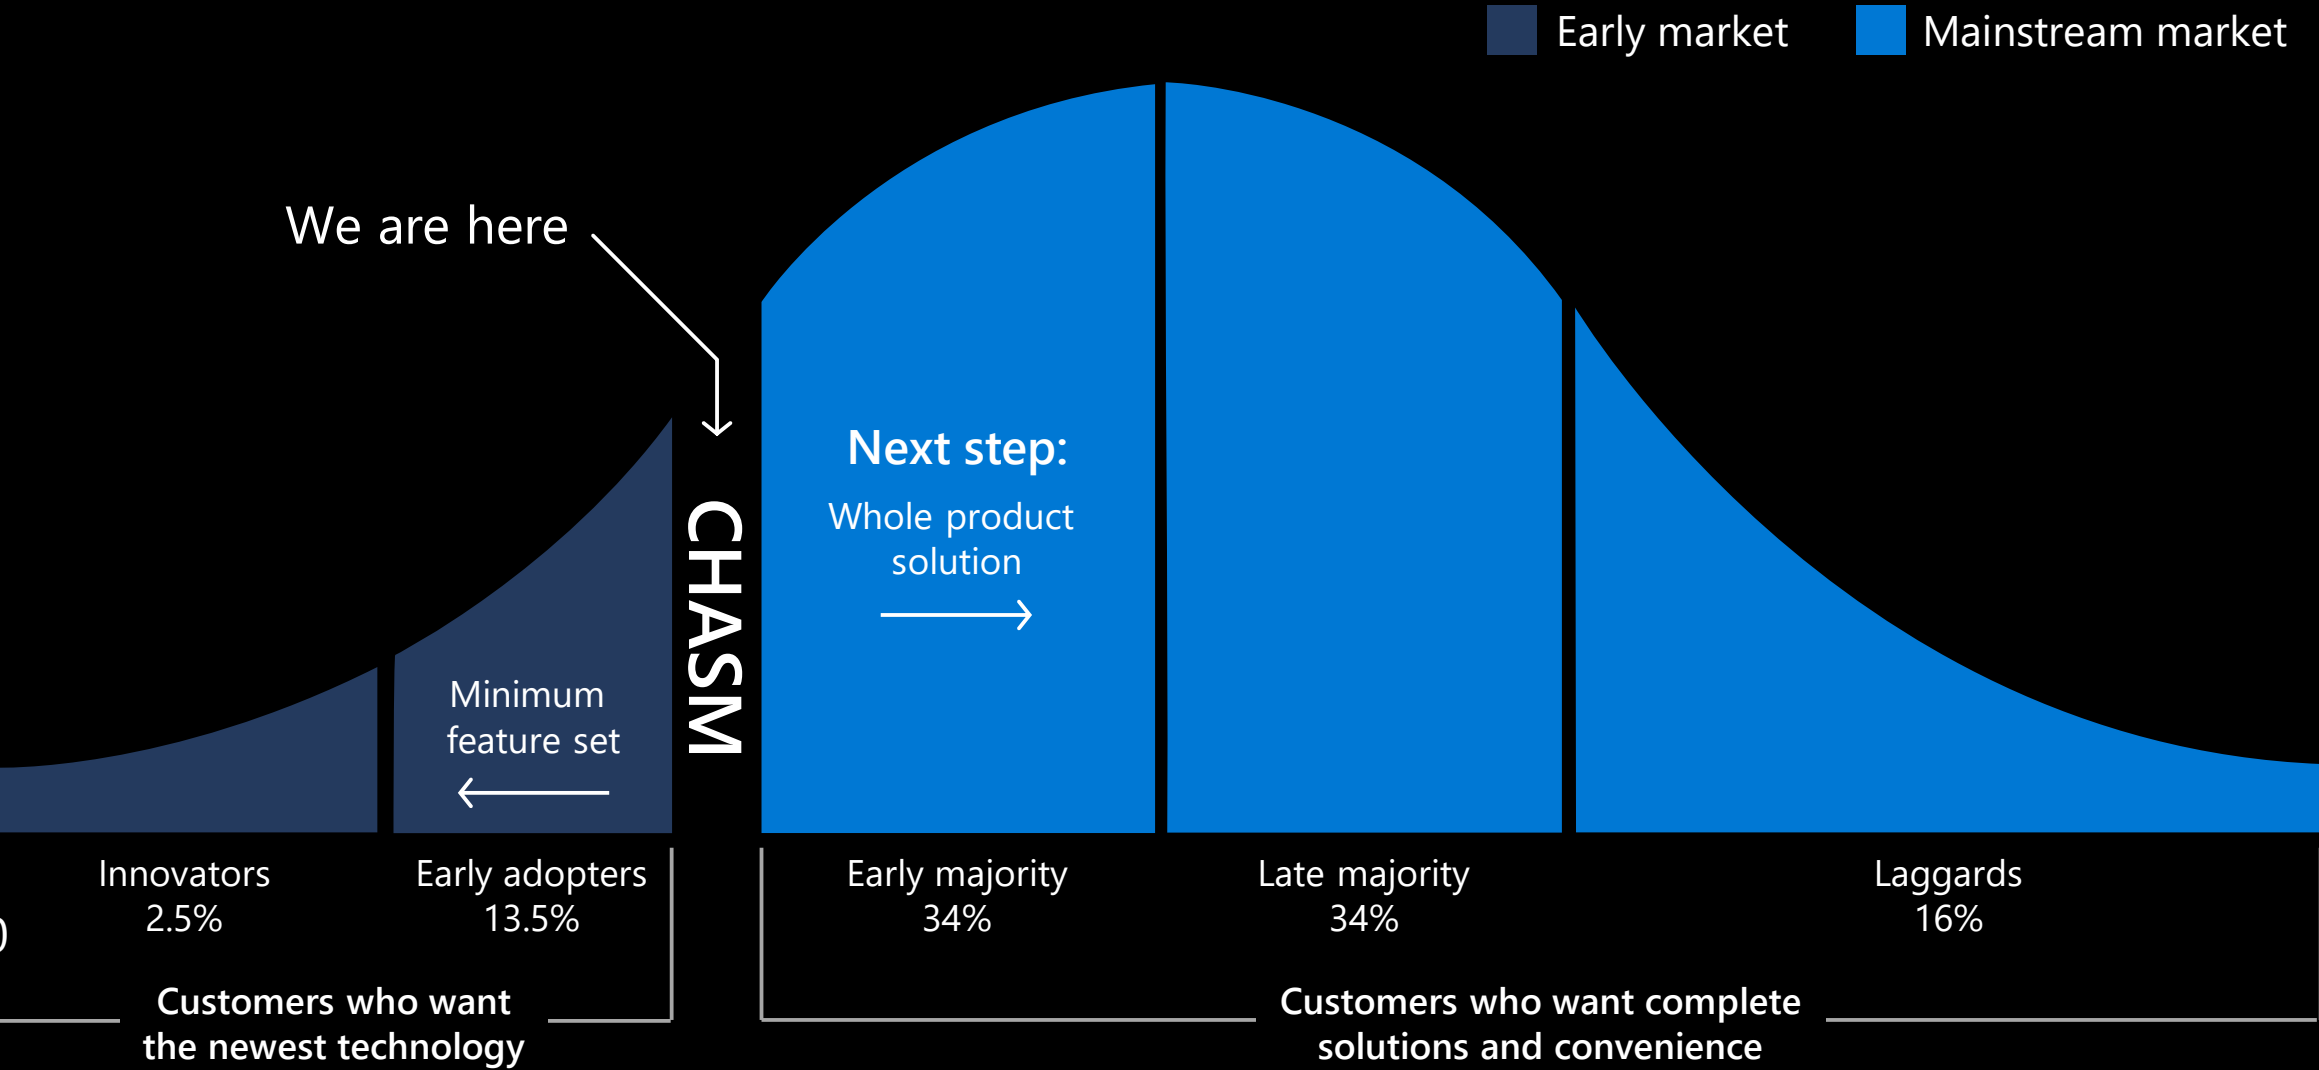 Early market
Mainstream market
We are here
CHASM
Next step:
Whole product
solution
Minimum
feature set
Innovators
2.5%
Early adopters
13.5%
Early majority
34%
Late majority
34%
Laggards
16%
Customers who want
the newest technology
Customers who want complete
solutions and convenience